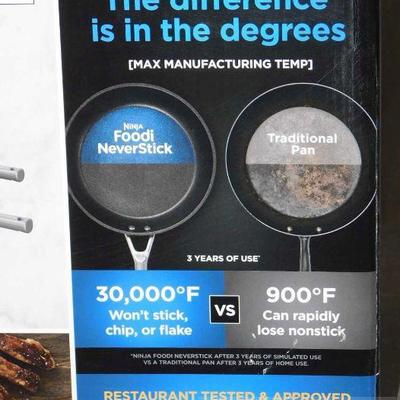 The difference
is in the degrees
[MAX MANUFACTURING TEMP]
NINJA
Foodi
NeverStick
Traditional
Pan
3 YEARS OF USE*
30,000°F
Won't stick,
chip, or flake
VS
900°F
Can rapidly
lose nonstick
*NINJA FOODI NEVERSTICK AFTER 3 YEARS OF SIMULATED USE
VS A TRADITIONAL PAN AFTER 3 YEARS OF HOME USE.
RESTAURANT TESTED & APPROVED